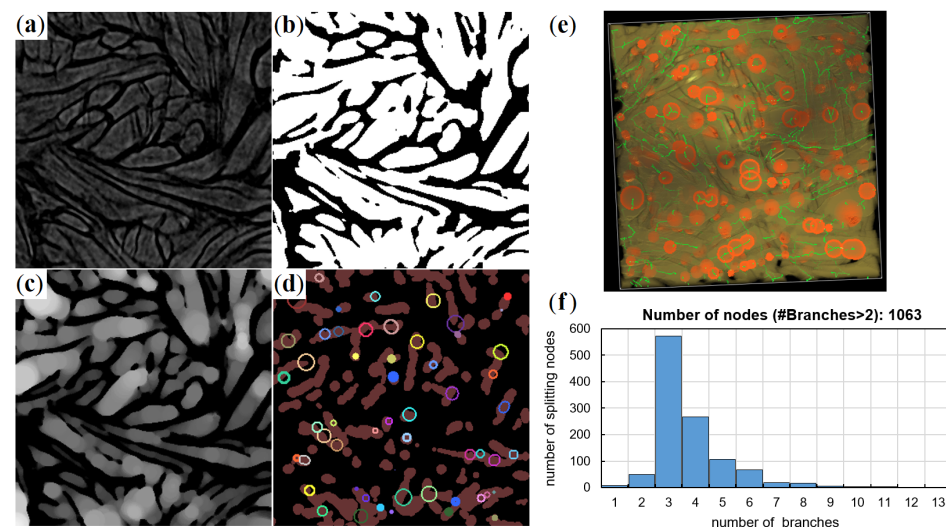 (a)
(b)
(c)
(d)
(e)
(f)
Number of nodes (#Branches>2): 1063
number of splitting nodes
600
500
400
300
200
100
0
1 2 3 4 5 6 7 8 9 10 11 12 13
number of branches